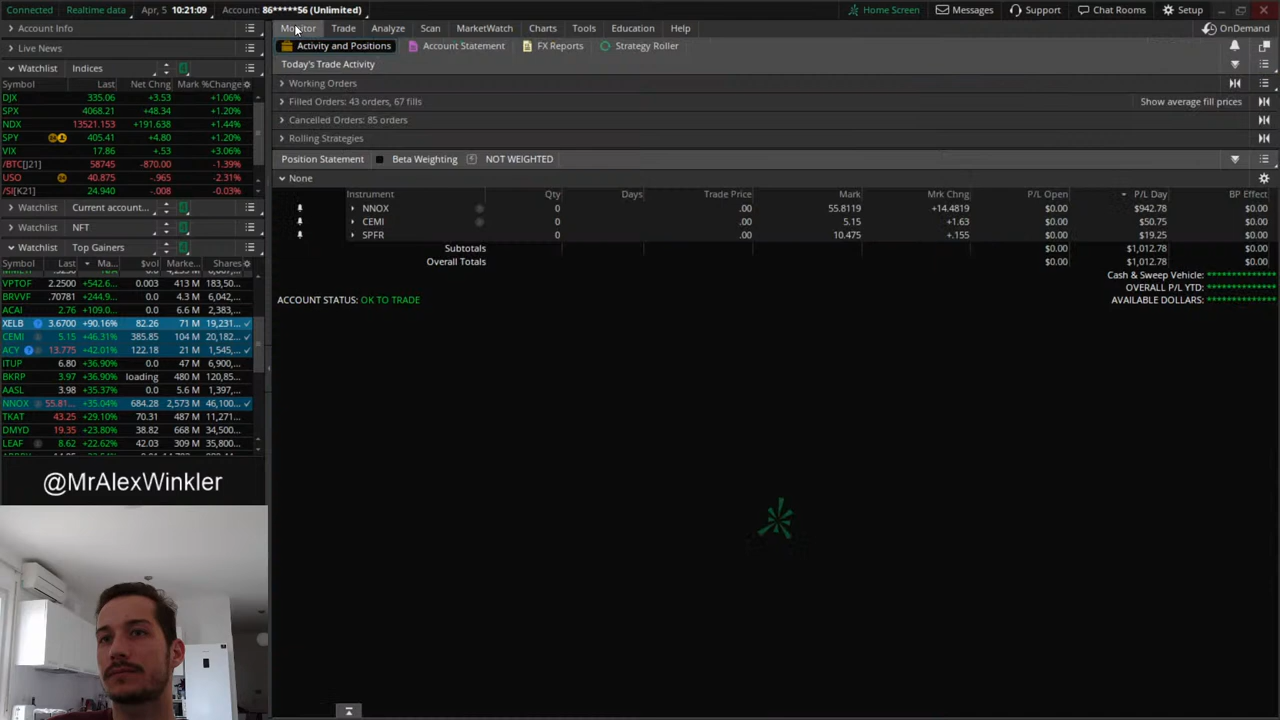 Connected Realtime data Apr, 5 10:21:09 Account: 86*****56 (Unlimited) Home Screen Messages Support Chat Rooms Setup
Account Info Monitor Trade Analyze Scan MarketWatch Charts Tools Education Help OnDemand
Live News Activity and Positions Account Statement FX Reports Strategy Roller
Watchlist Indices Today's Trade Activity
Symbol Last Net Chng Mark %Change Working Orders
DJX 335.06 +3.53 +1.06% Filled Orders: 43 orders, 67 fills Show average fill prices
SPX 4068.21 +48.34 +1.20%
NDX 13521.153 +191.638 +1.44% Cancelled Orders: 85 orders
SPY 405.41 +4.80 +1.20% Rolling Strategies
VIX 17.86 +.53 +3.06%
/BTC[J21] 58745 -870.00 -1.39% Position Statement Beta Weighting NOT WEIGHTED
USO 40.875 -.965 -2.31% None
/SI[K21] 24.940 -.008 -0.03% Instrument Qty Days Trade Price Mark Mrk Chng P/L Open P/L Day BP Effect
Watchlist Current account... NNOX 0 .00 55.8119 +14.4819 $0.00 $942.78 $0.00
CEMI 0 .00 5.15 +1.63 $0.00 $50.75 $0.00
Watchlist NFT SPFR 0 .00 10.475 +.155 $0.00 $19.25 $0.00
Watchlist Top Gainers Subtotals $0.00 $1,012.78 $0.00
Symbol Last Ma... $vol Marke... Shares Overall Totals $0.00 $1,012.78 $0.00
Cash & Sweep Vehicle: **************
VPTOF 2.2500 +542.6... 0.003 413 M 183,50... OVERALL P/L YTD: **************
BRVVF .70781 +244.9... 0.0 4.3 M 6,042,... ACCOUNT STATUS: OK TO TRADE AVAILABLE DOLLARS: **************
ACAI 2.76 +109.0... 0.0 6.6 M 2,383,...
XELB 3.6700 +90.16% 82.26 71 M 19,231...
CEMI 5.15 +46.31% 385.85 104 M 20,182...
ACY 13.775 +42.01% 122.18 21 M 1,545,...
ITUP 6.80 +36.90% 0.0 47 M 6,900,...
BKRP 3.97 +36.90% loading 480 M 120,85...
AASL 3.98 +35.37% 0.0 5.6 M 1,397,...
NNOX 55.81... +35.04% 684.28 2,573 M 46,100...
TKAT 43.25 +29.10% 70.31 487 M 11,271...
DMYD 19.35 +23.80% 38.82 668 M 34,500...
LEAF 8.62 +22.62% 42.03 309 M 35,800...
@MrAlexWinkler